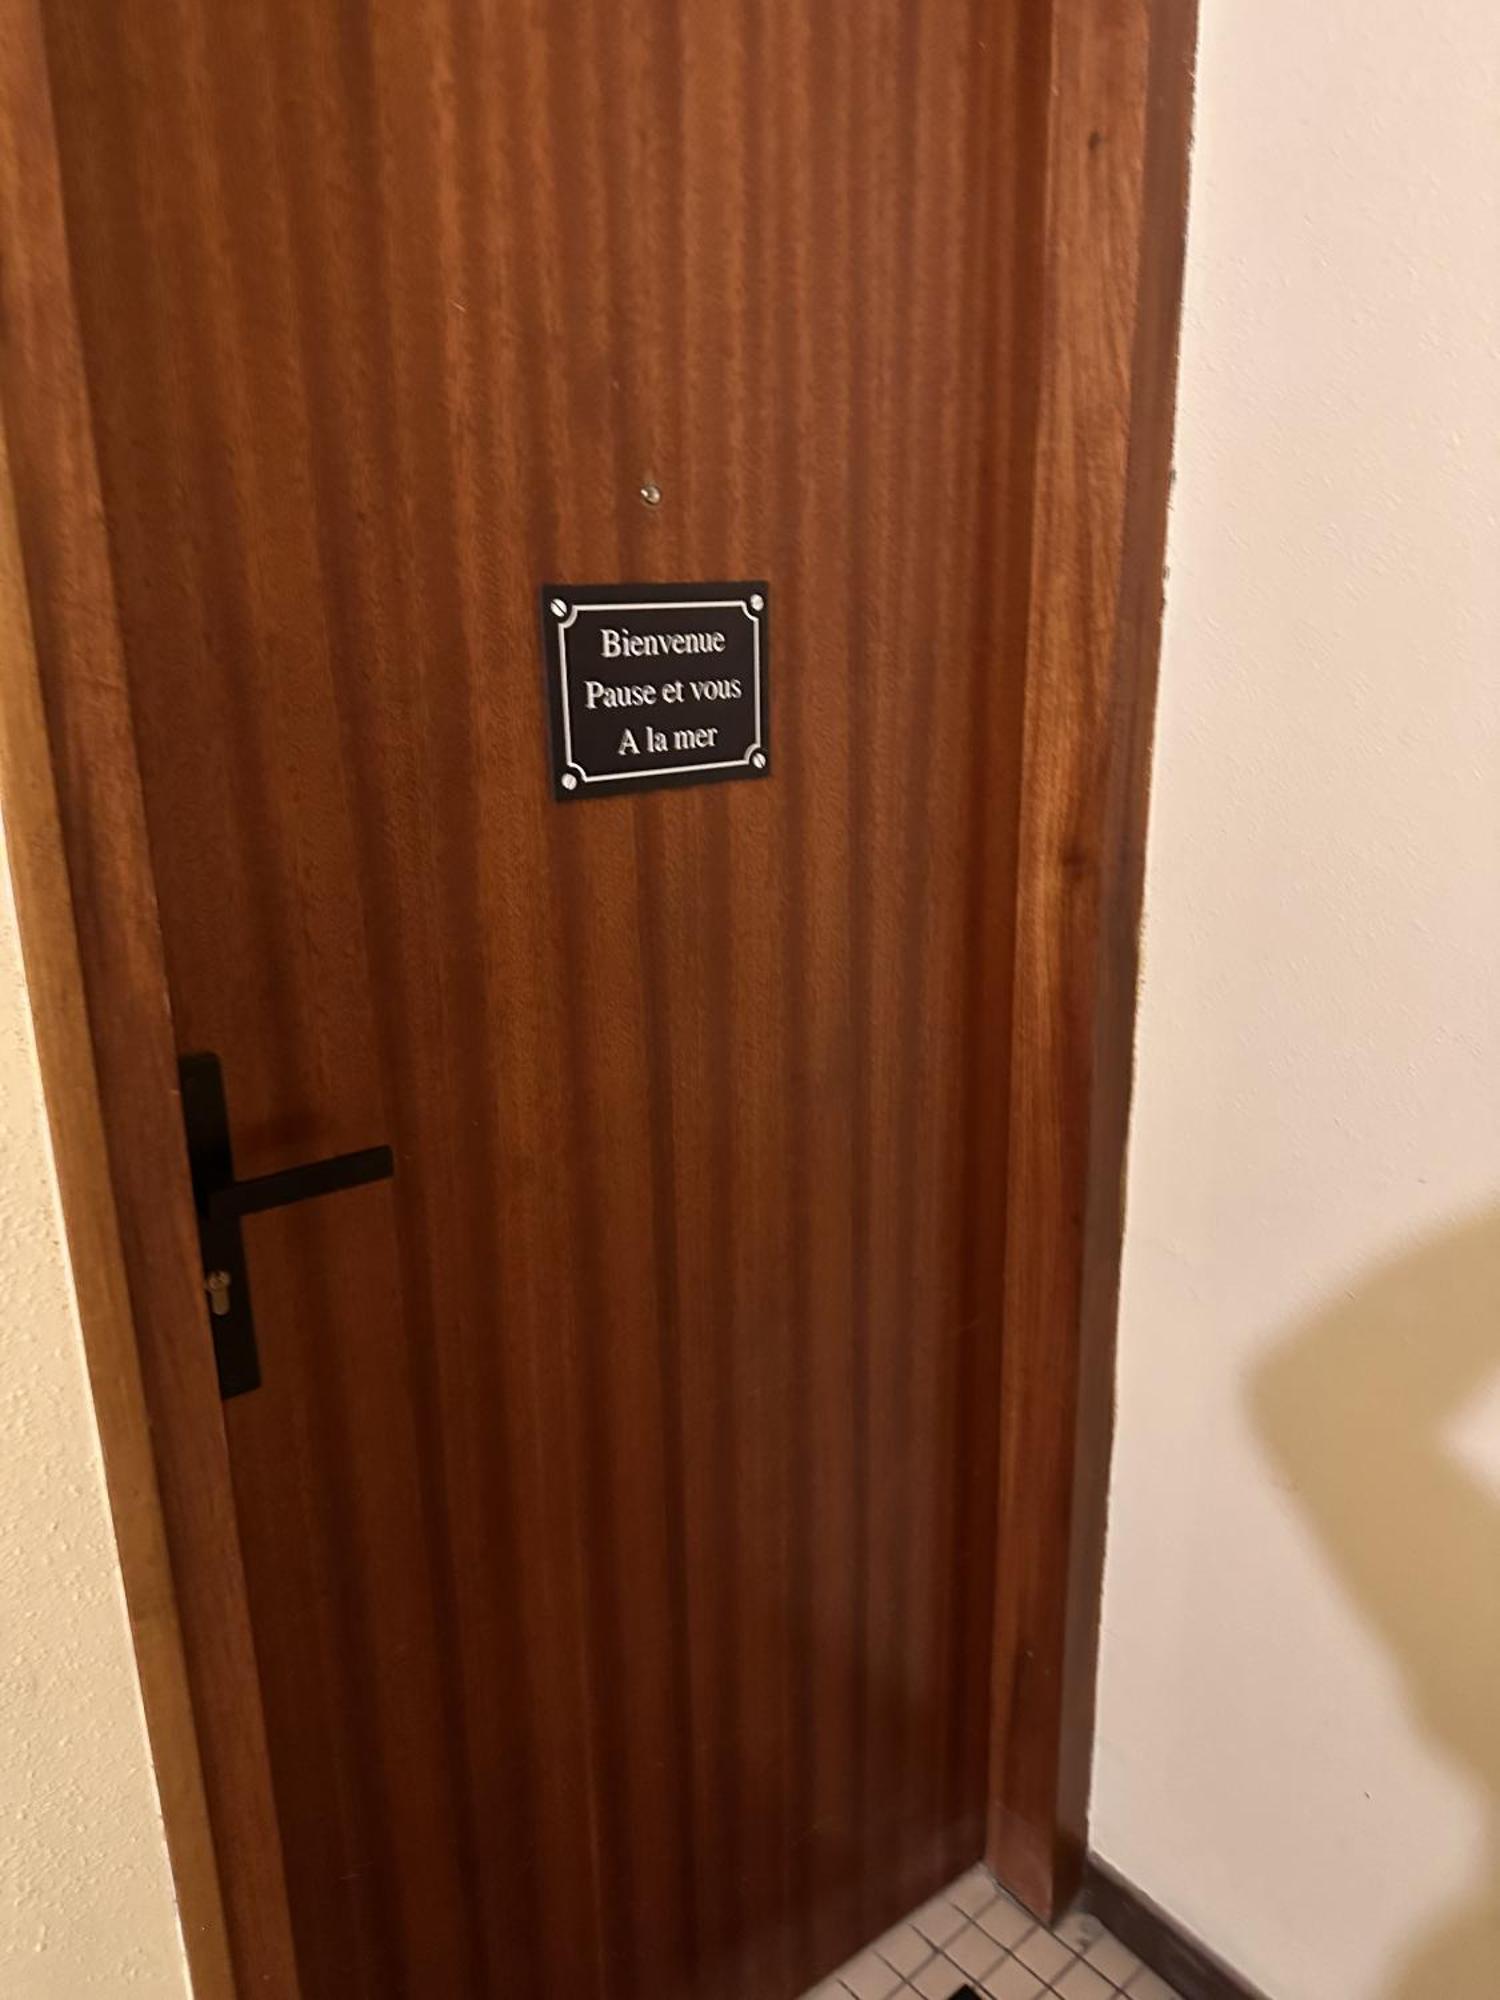 Bienvenue
Pause et vous
A la mer